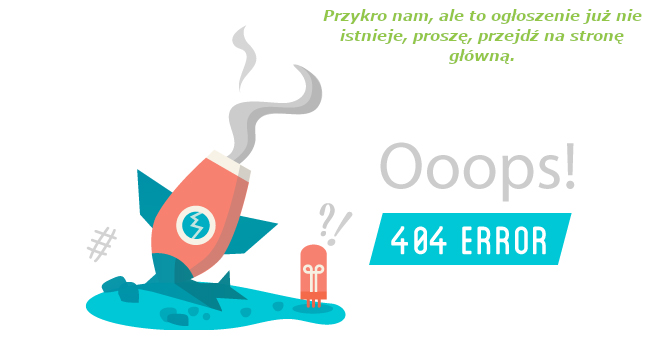 Przykro nam, ale to ogłoszenie już nie
istnieje, proszę, przejdź na stronę
główną.
Ooops!
404 ERROR
#
?!